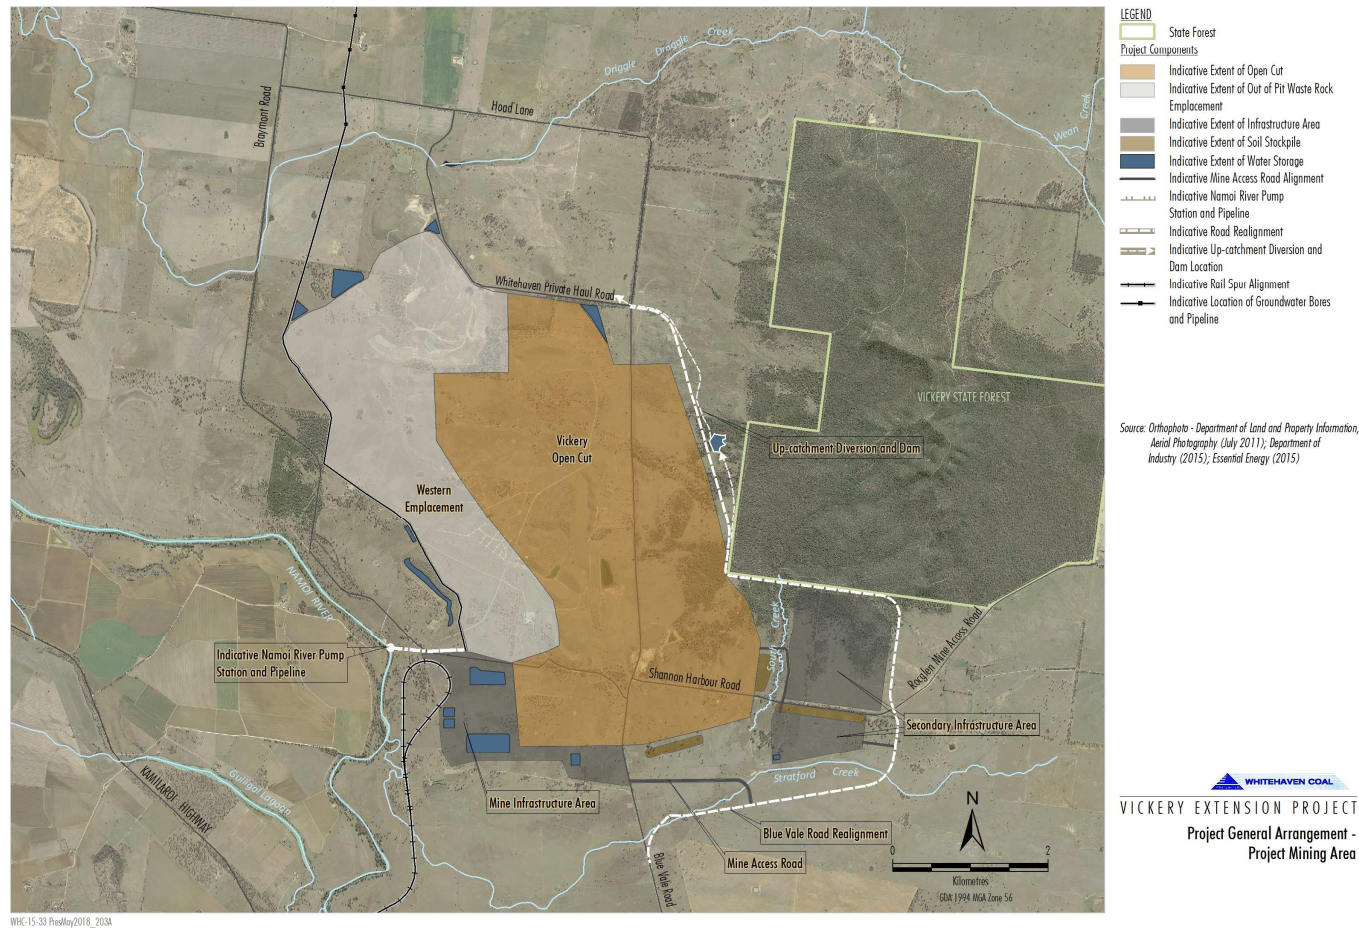 LEGEND
State Forest
Project Components
Indicative Extent of Open Cut
Indicative Extent of Out of Pit Waste Rock
Emplacement
Indicative Extent of Infrastructure Area
Indicative Extent of Soil Stockpile
Indicative Extent of Water Storage
Indicative Mine Access Road Alignment
Indicative Namoi River Pump
Station and Pipeline
Indicative Road Realignment
Indicative Up-catchment Diversion and
Dam Location
Indicative Rail Spur Alignment
Indicative Location of Groundwater Bores
and Pipeline
Source: Orthophoto - Department of Land and Property Information,
Aerial Photography (July 2011); Department of
Industry (2015); Essential Energy (2015)
Driggle Draggle Creek
Hoad Lane
Braymont Road
Wean Creek
Whitehaven Private Haul Road
VICKERY STATE FOREST
Vickery
Open Cut
Up-catchment Diversion and Dam
Western
Emplacement
NAMOI RIVER
South Creek
Rocglen Mine Access Road
Indicative Namoi River Pump
Station and Pipeline
Shannon Harbour Road
Secondary Infrastructure Area
Stratford Creek
KAMILAROI HIGHWAY
Gulligal Lagoon
Mine Infrastructure Area
Blue Vale Road Realignment
Mine Access Road
Blue Vale Road
N
0 2
Kilometres
GDA 1994 MGA Zone 56
WHITEHAVEN COAL
VICKERY EXTENSION PROJECT
Project General Arrangement -
Project Mining Area
WHC-15-33 PresMay2018_203A